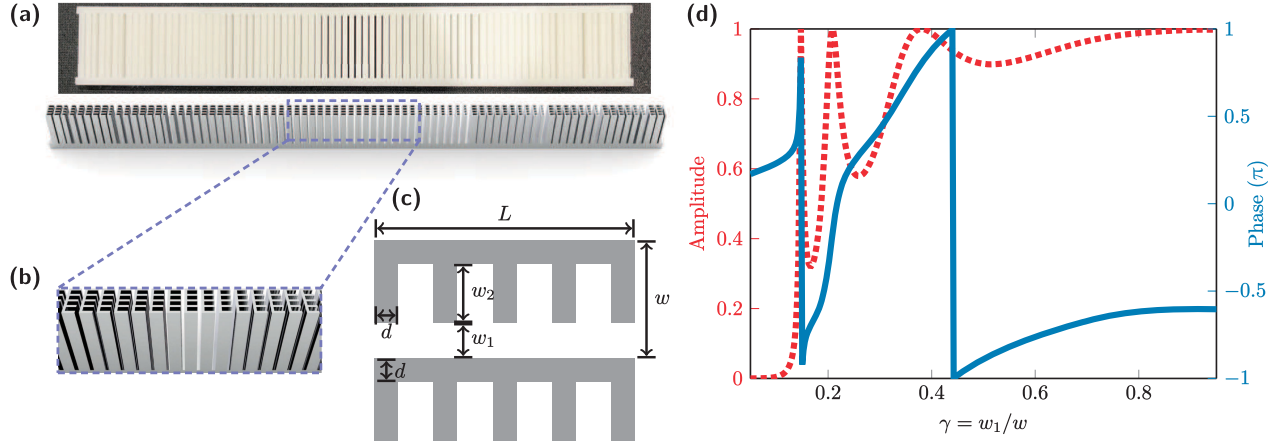 (a)
(b)
(c)
L
w₂
w
d
w₁
d
(d)
1
0.8
0.6
0.4
0.2
0
Amplitude
1
0.5
0
−0.5
−1
Phase (π)
0.2
0.4
0.6
0.8
γ = w₁/w